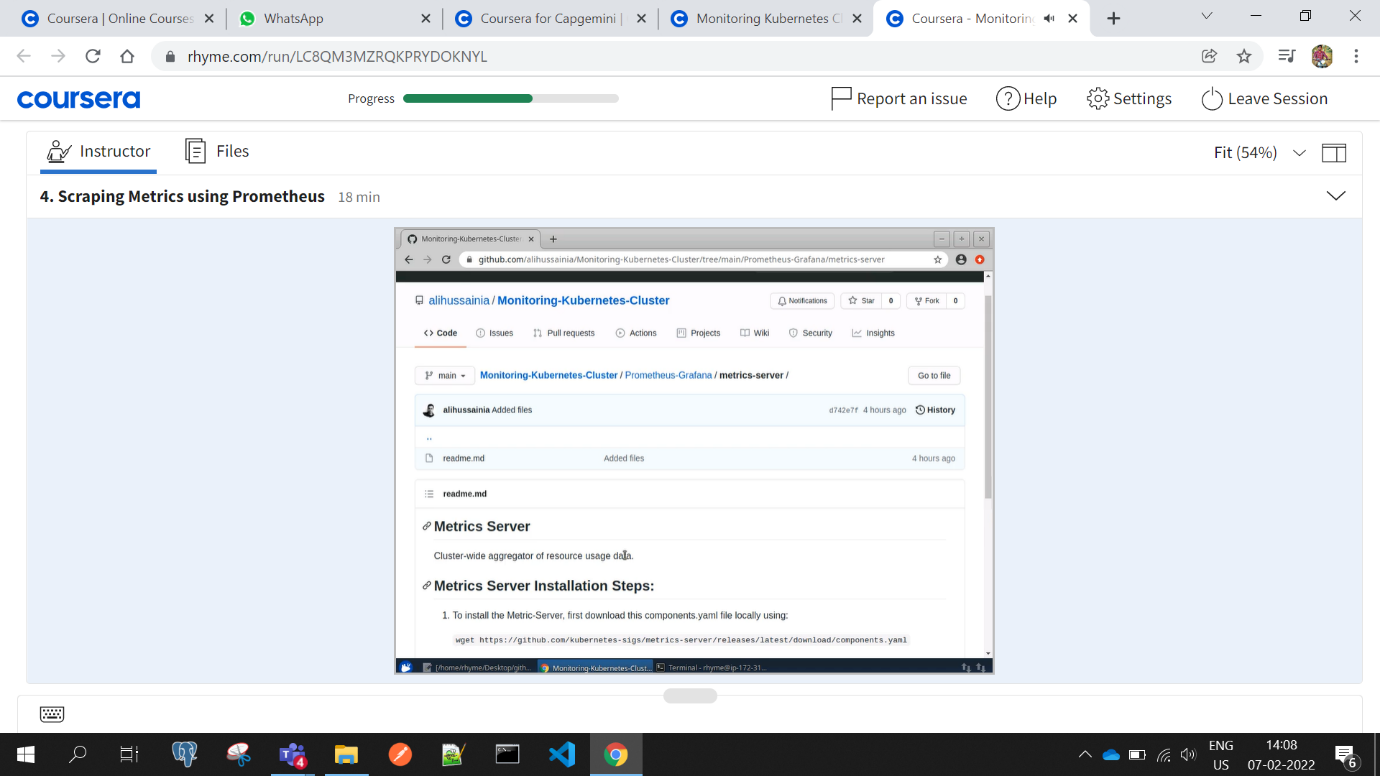 Coursera | Online Courses
WhatsApp
Coursera for Capgemini |
Monitoring Kubernetes C
Coursera - Monitorin
rhyme.com/run/LC8QM3MZRQKPRYDOKNYL
coursera
Progress
Report an issue
? Help
Settings
Leave Session
Instructor
Files
Fit (54%)
4. Scraping Metrics using Prometheus 18 min
Monitoring-Kubernetes-Cluste
github.com/alihussainia/Monitoring-Kubernetes-Cluster/tree/main/Prometheus-Grafana/metrics-server
alihussainia / Monitoring-Kubernetes-Cluster
Notifications
Star 0
Fork 0
Code
Issues
Pull requests
Actions
Projects
Wiki
Security
Insights
main
Monitoring-Kubernetes-Cluster / Prometheus-Grafana / metrics-server /
Go to file
alihussainia Added files
d742e7f 4 hours ago
History
..
readme.md
Added files
4 hours ago
readme.md
Metrics Server
Cluster-wide aggregator of resource usage data.
Metrics Server Installation Steps:
1. To install the Metric-Server, first download this components.yaml file locally using:
wget https://github.com/kubernetes-sigs/metrics-server/releases/latest/download/components.yaml
[/home/rhyme/Desktop/gith...
Monitoring-Kubernetes-Clust...
Terminal - rhyme@ip-172-31...
4
ENG
US
14:08
07-02-2022
6